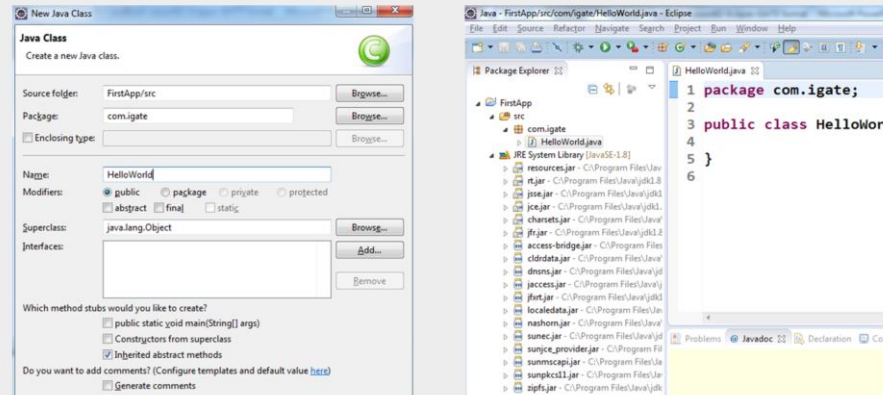 New Java Class
Java Class
Create a new Java class.
Source folder: FirstApp/src Browse...
Package: com.igate Browse...
Enclosing type: Browse...
Name: HelloWorld
Modifiers: public package private protected
abstract final static
Superclass: java.lang.Object Browse...
Interfaces: Add...
Remove
Which method stubs would you like to create?
public static void main(String[] args)
Constructors from superclass
Inherited abstract methods
Do you want to add comments? (Configure templates and default value here)
Generate comments
Java - FirstApp/src/com/igate/HelloWorld.java - Eclipse
File Edit Source Refactor Navigate Search Project Run Window Help
Package Explorer
FirstApp
src
com.igate
HelloWorld.java
JRE System Library [JavaSE-1.8]
resources.jar - C:\Program Files\Jav
rt.jar - C:\Program Files\Java\jdk1.8
jsse.jar - C:\Program Files\Java\jdk1
jce.jar - C:\Program Files\Java\jdk1.
charsets.jar - C:\Program Files\Java\
jfr.jar - C:\Program Files\Java\jdk1.8
access-bridge.jar - C:\Program Files
cldrdata.jar - C:\Program Files\Java\
dnsns.jar - C:\Program Files\Java\jd
jaccess.jar - C:\Program Files\Java\j
jfxrt.jar - C:\Program Files\Java\jdk1
localedata.jar - C:\Program Files\Jav
nashorn.jar - C:\Program Files\Java\
sunec.jar - C:\Program Files\Java\jd
sunjce_provider.jar - C:\Program Fil
sunmscapi.jar - C:\Program Files\Ja
sunpkcs11.jar - C:\Program Files\Jav
zipfs.jar - C:\Program Files\Java\jdk
HelloWorld.java
1 package com.igate;
2
3 public class HelloWor
4
5 }
6
Problems Javadoc Declaration Co